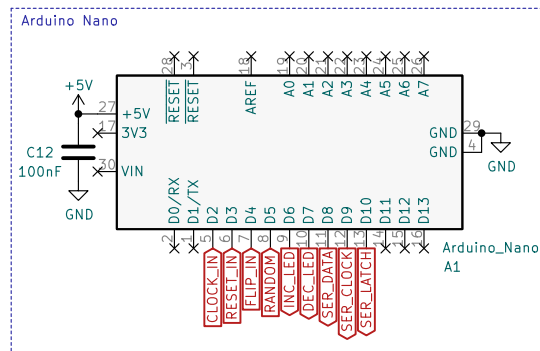 Arduino Nano
28 3 18 19 20 21 22 23 24 25 26
RESET RESET AREF A0 A1 A2 A3 A4 A5 A6 A7
+5V
27 +5V
17 3V3
GND 29
GND 4
C12
100nF
30 VIN
GND
GND
D0/RX D1/TX D2 D3 D4 D5 D6 D7 D8 D9 D10 D11 D12 D13
2 1 5 6 7 8 9 10 11 12 13 14 15 16
Arduino_Nano
A1
CLOCK_IN RESET_IN FLIP_IN RANDOM INC_LED DEC_LED SER_DATA SER_CLOCK SER_LATCH